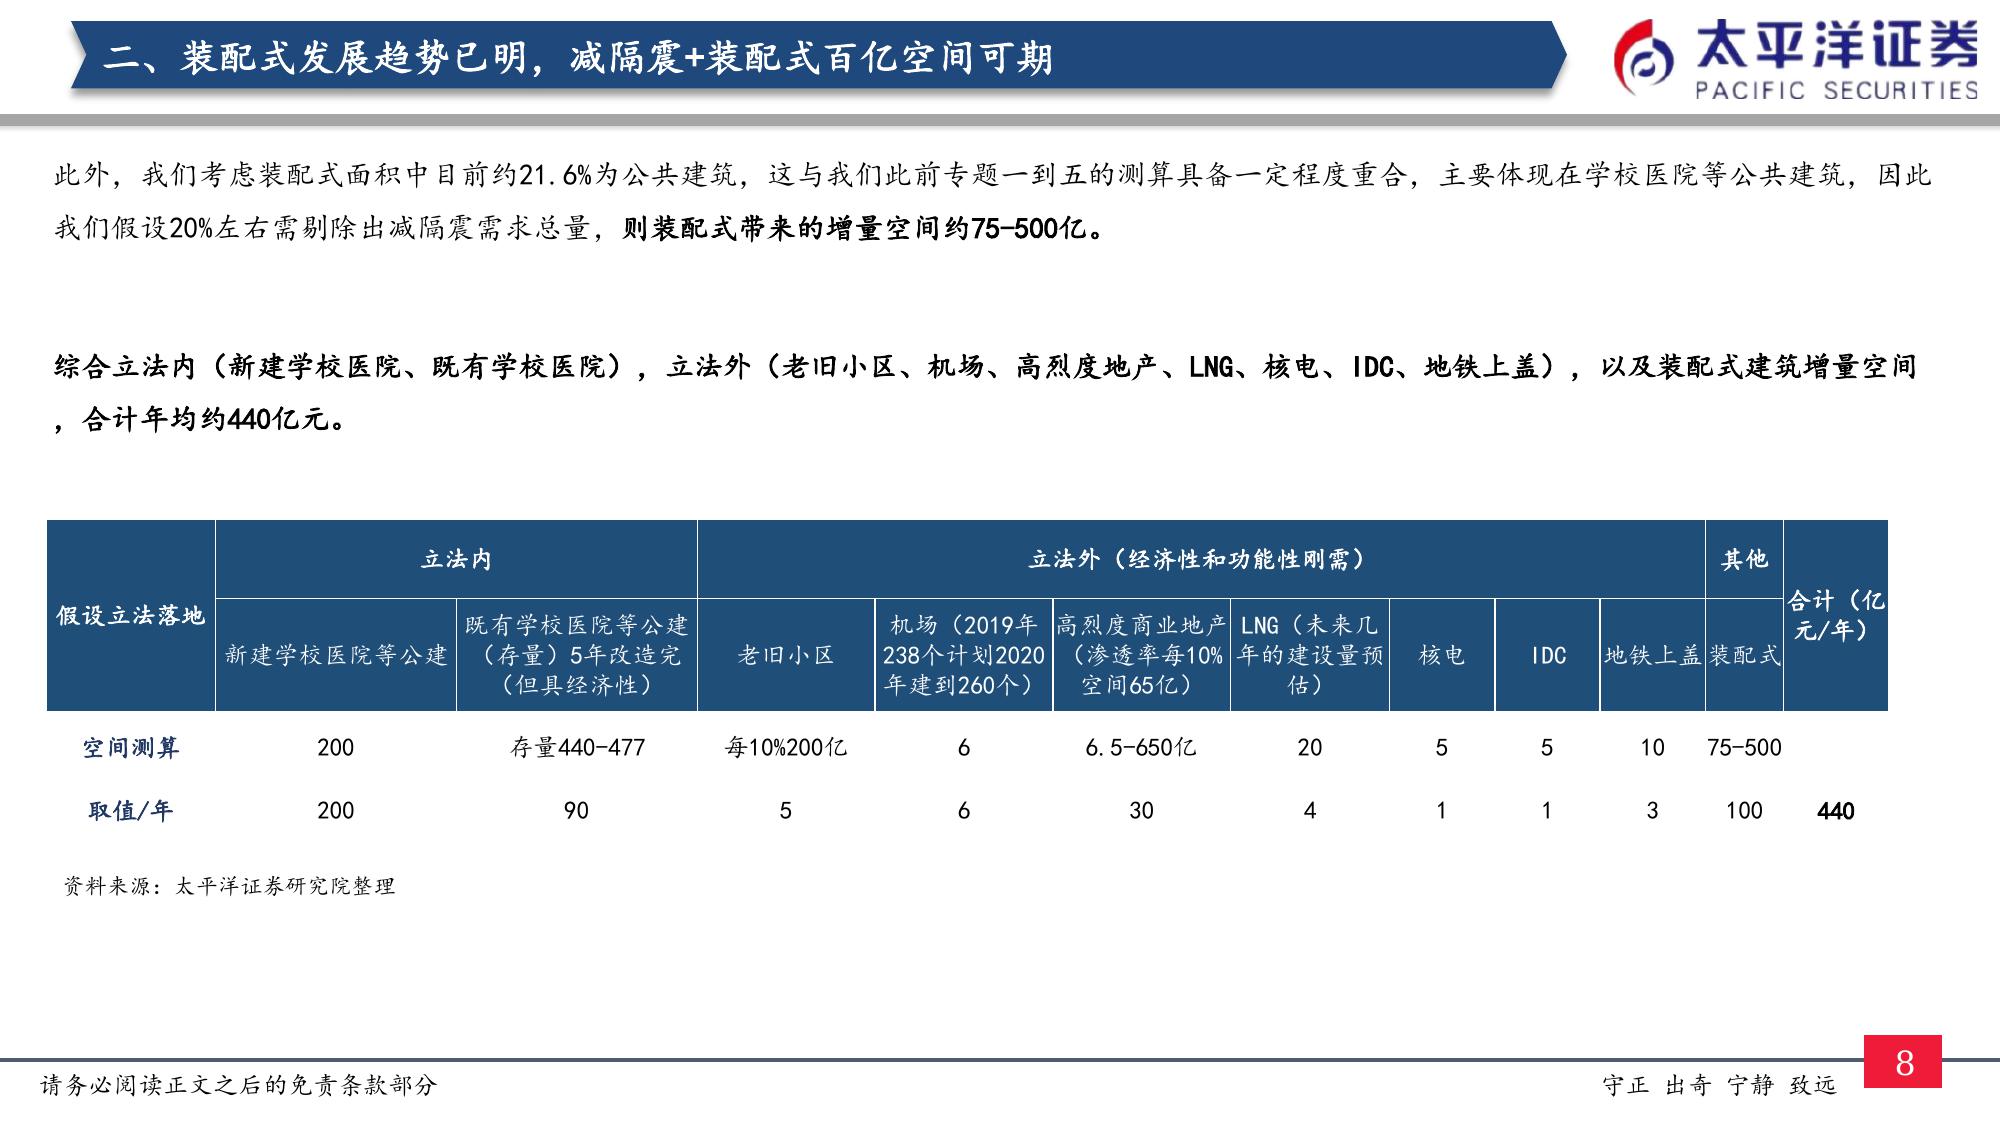 二、装配式发展趋势已明，减隔震+装配式百亿空间可期
太平洋证券
PACIFIC SECURITIES
此外，我们考虑装配式面积中目前约21.6%为公共建筑，这与我们此前专题一到五的测算具备一定程度重合，主要体现在学校医院等公共建筑，因此
我们假设20%左右需剔除出减隔震需求总量，则装配式带来的增量空间约75-500亿。
综合立法内（新建学校医院、既有学校医院），立法外（老旧小区、机场、高烈度地产、LNG、核电、IDC、地铁上盖），以及装配式建筑增量空间
，合计年均约440亿元。
假设立法落地 立法内 立法外（经济性和功能性刚需） 其他 合计（亿
元/年）
新建学校医院等公建
既有学校医院等公建
（存量）5年改造完
（但具经济性）
老旧小区
机场（2019年
238个计划2020
年建到260个）
高烈度商业地产
（渗透率每10%
空间65亿）
LNG（未来几
年的建设量预
估）
核电
IDC
地铁上盖
装配式
空间测算 200 存量440-477 每10%200亿 6 6.5-650亿 20 5 5 10 75-500
取值/年 200 90 5 6 30 4 1 1 3 100 440
资料来源：太平洋证券研究院整理
请务必阅读正文之后的免责条款部分
守正 出奇 宁静 致远
8